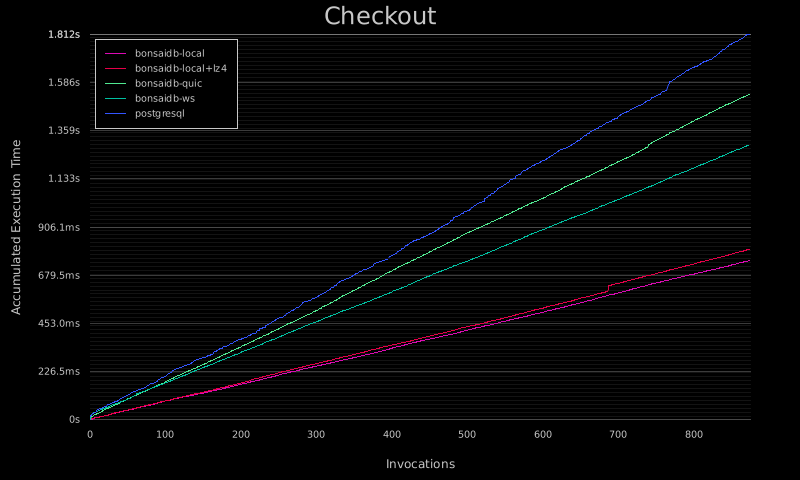 Checkout
1.812s
1.586s
1.359s
1.133s
906.1ms
679.5ms
453.0ms
226.5ms
0s
Accumulated Execution Time
bonsaidb-local
bonsaidb-local+lz4
bonsaidb-quic
bonsaidb-ws
postgresql
0 100 200 300 400 500 600 700 800
Invocations